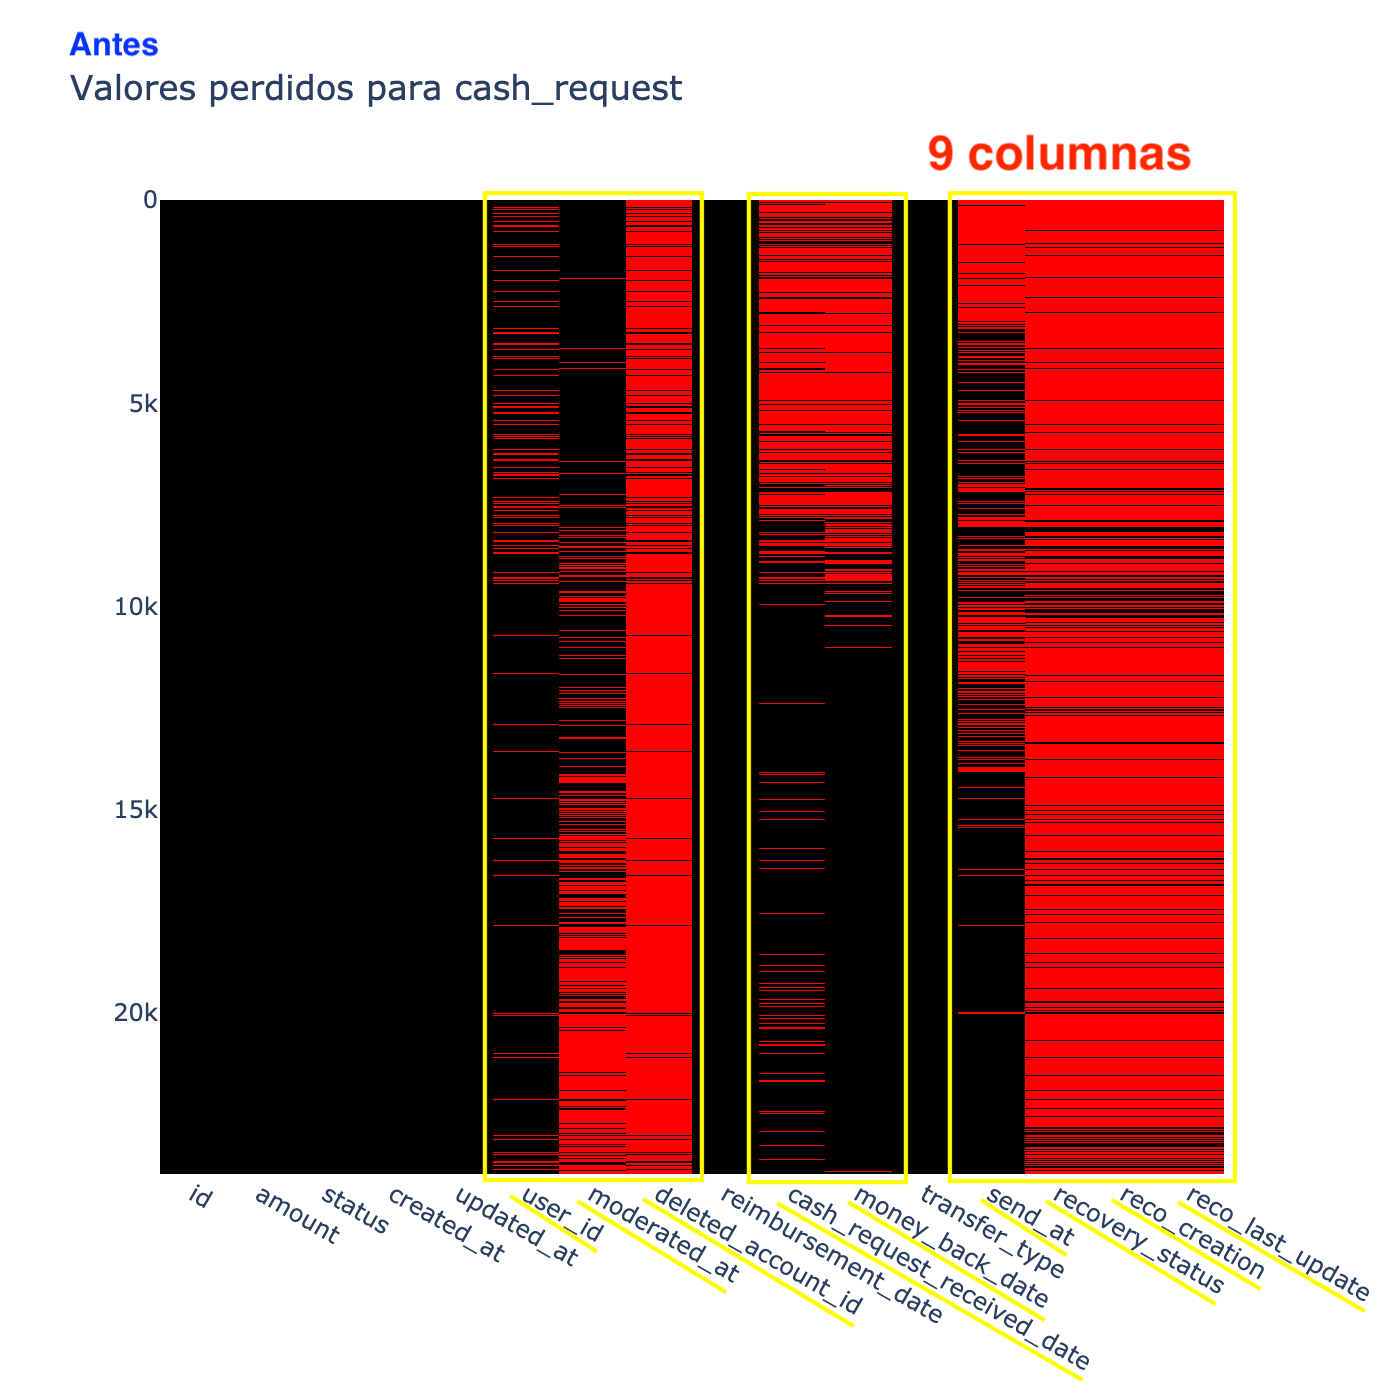 Antes
Valores perdidos para cash_request
9 columnas
0
5k
10k
15k
20k
id
amount
status
created_at
updated_at
user_id
moderated_at
deleted_account_id
reimbursement_date
cash_request_received_date
money_back_date
transfer_type
send_at
recovery_status
reco_creation
reco_last_update